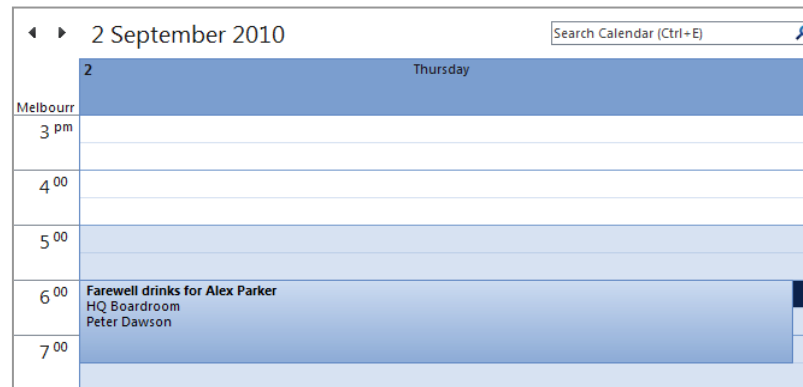 2 September 2010
Search Calendar (Ctrl+E)
2
Thursday
Melbourr
3 pm
4 00
5 00
6 00
Farewell drinks for Alex Parker
HQ Boardroom
Peter Dawson
7 00